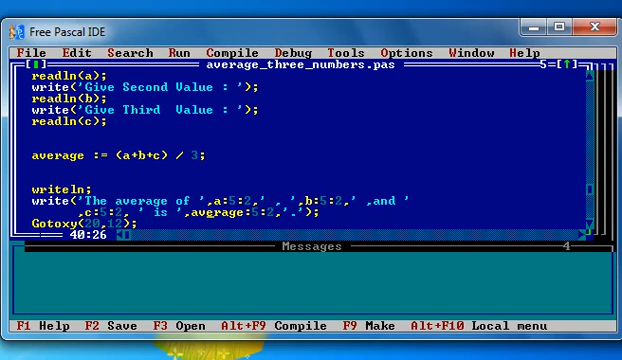 Free Pascal IDE
File Edit Search Run Compile Debug Tools Options Window Help
average_three_numbers.pas 5=[↑]
readln(a);
write('Give Second Value : ');
readln(b);
write('Give Third  Value : ');
readln(c);
average := (a+b+c) / 3;
writeln;
write('The average of ',a:5:2,' , ',b:5:2,' ,and '
,c:5:2, ' is ',average:5:2,'.');
Gotoxy(20,12);
40:26
Messages 4
F1 Help F2 Save F3 Open Alt+F9 Compile F9 Make Alt+F10 Local menu